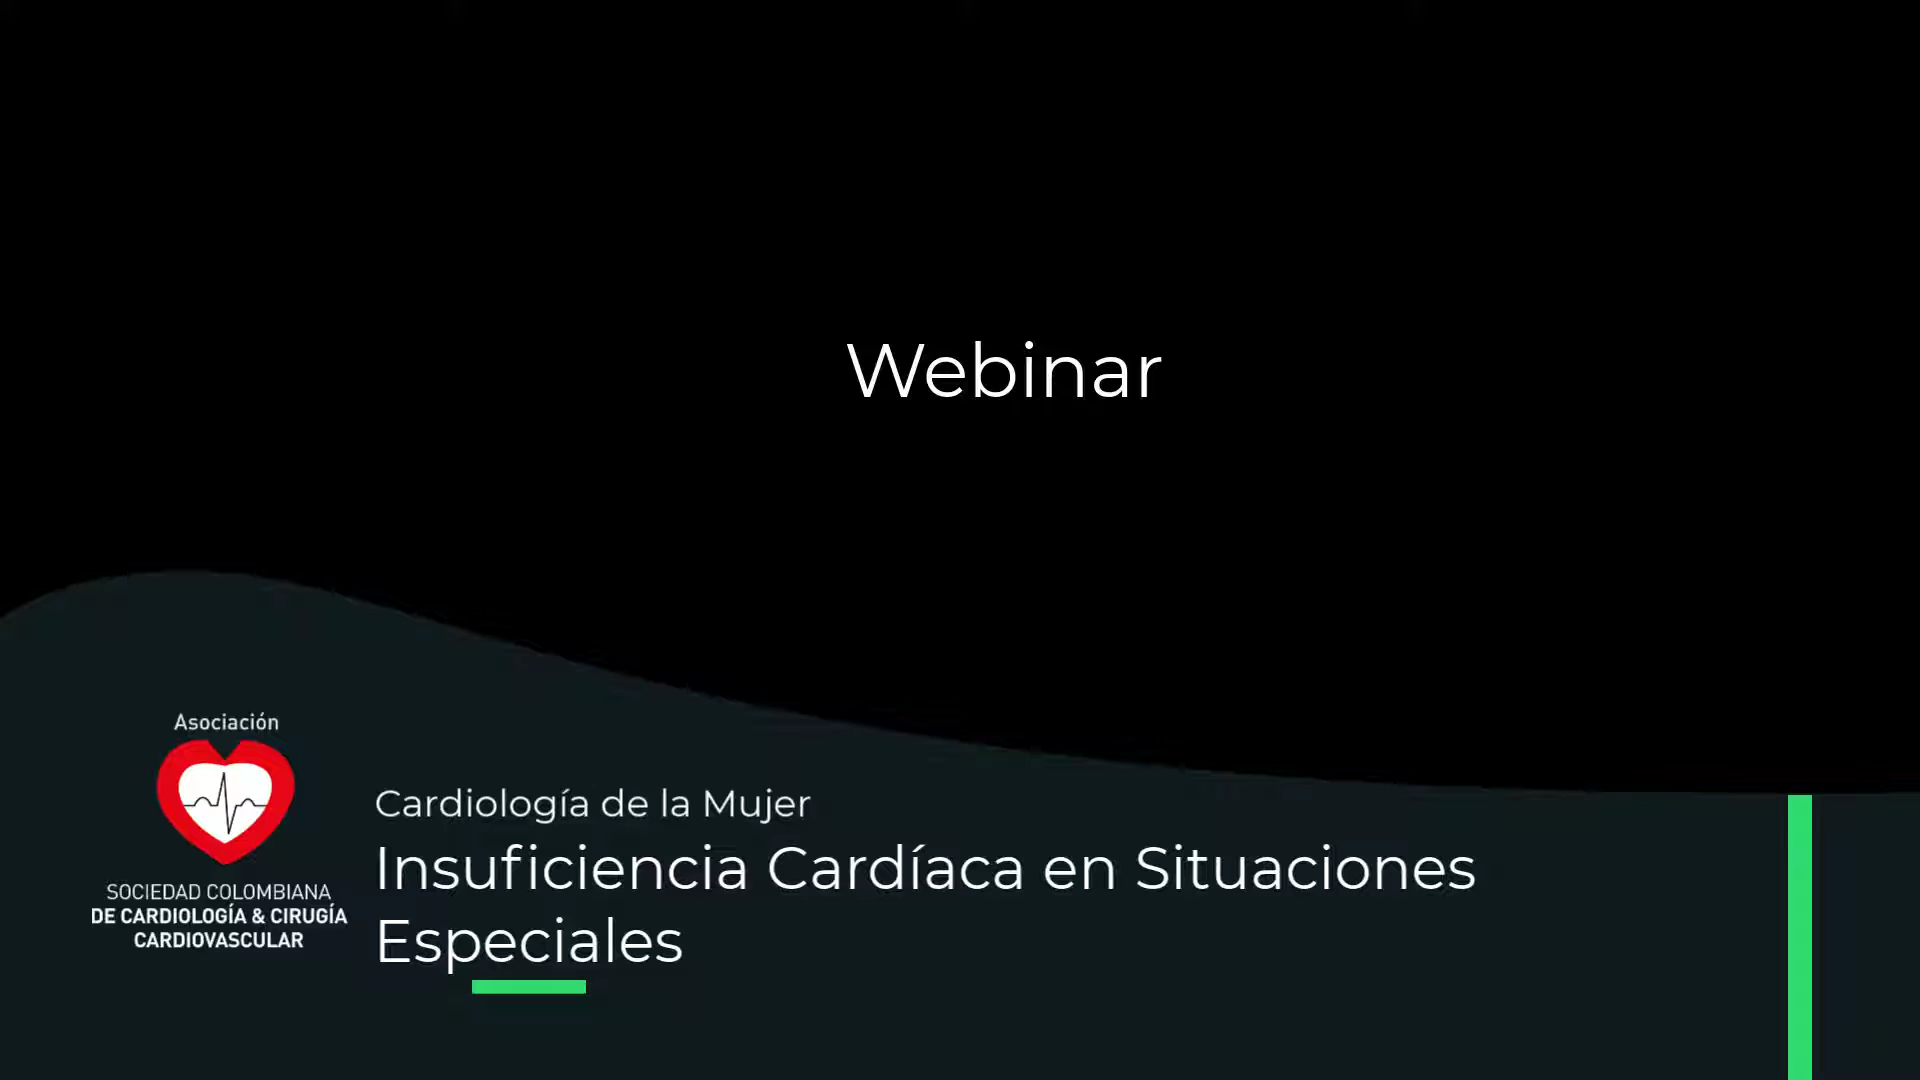 Webinar
Asociación
SOCIEDAD COLOMBIANA
DE CARDIOLOGÍA & CIRUGÍA
CARDIOVASCULAR
Cardiología de la Mujer
Insuficiencia Cardíaca en Situaciones
Especiales